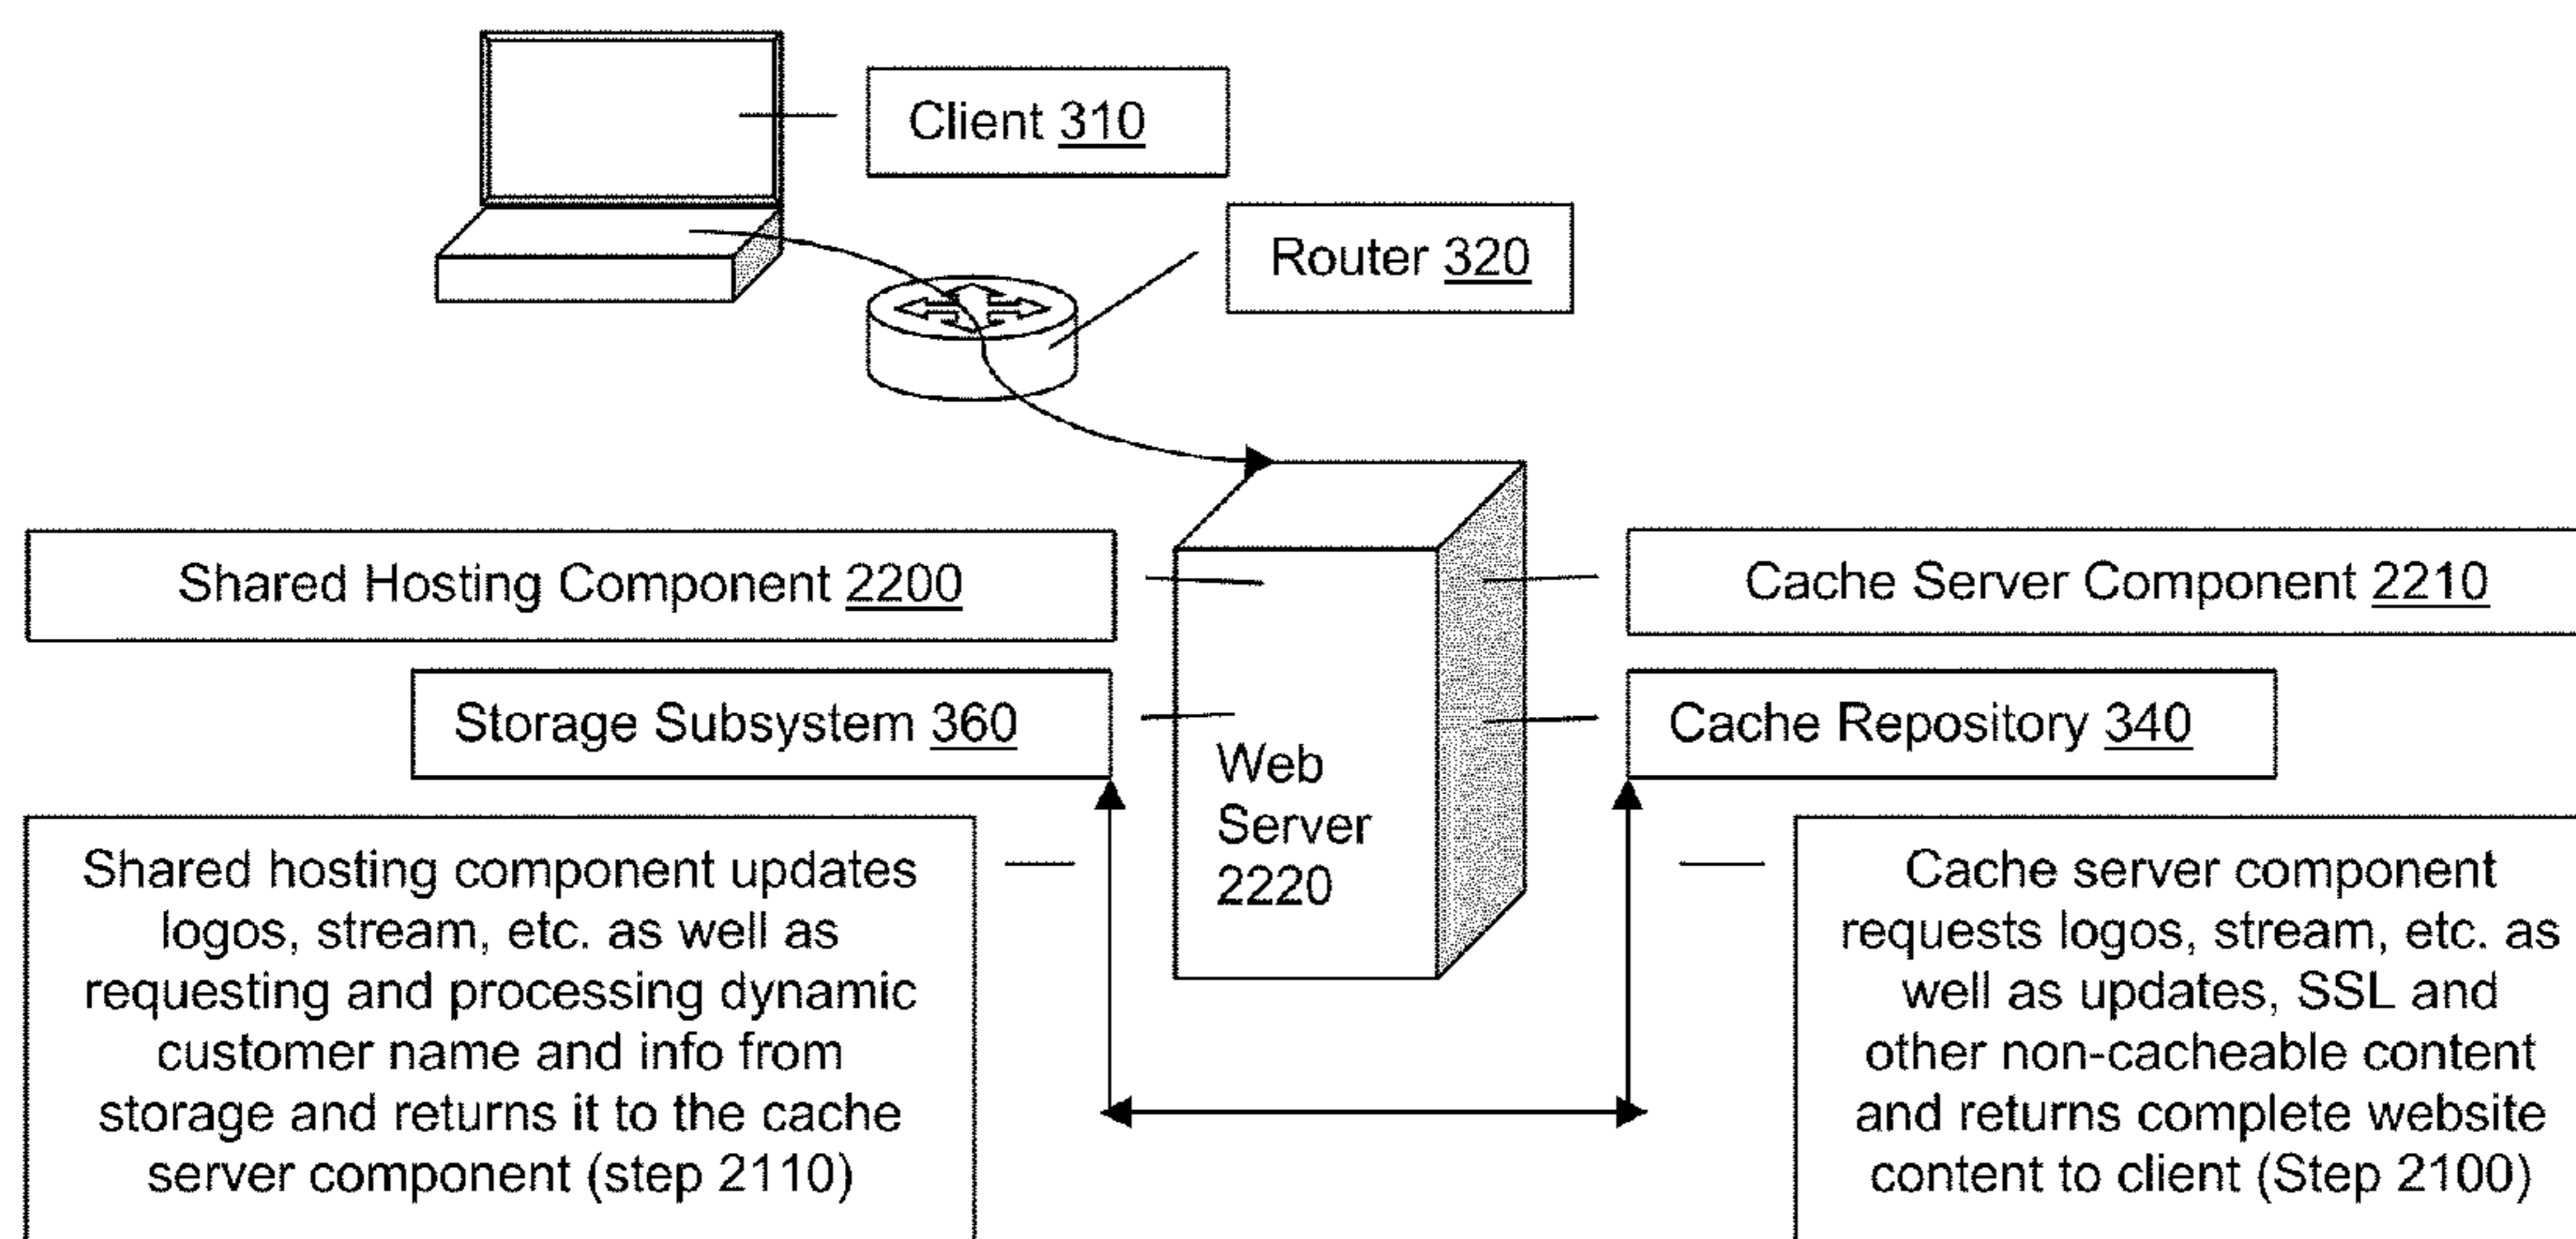 Client 310
Router 320
Shared Hosting Component 2200
Cache Server Component 2210
Storage Subsystem 360
Cache Repository 340
Web
Server
2220
Shared hosting component updates
logos, stream, etc. as well as
requesting and processing dynamic
customer name and info from
storage and returns it to the cache
server component (step 2110)
Cache server component
requests logos, stream, etc. as
well as updates, SSL and
other non-cacheable content
and returns complete website
content to client (Step 2100)